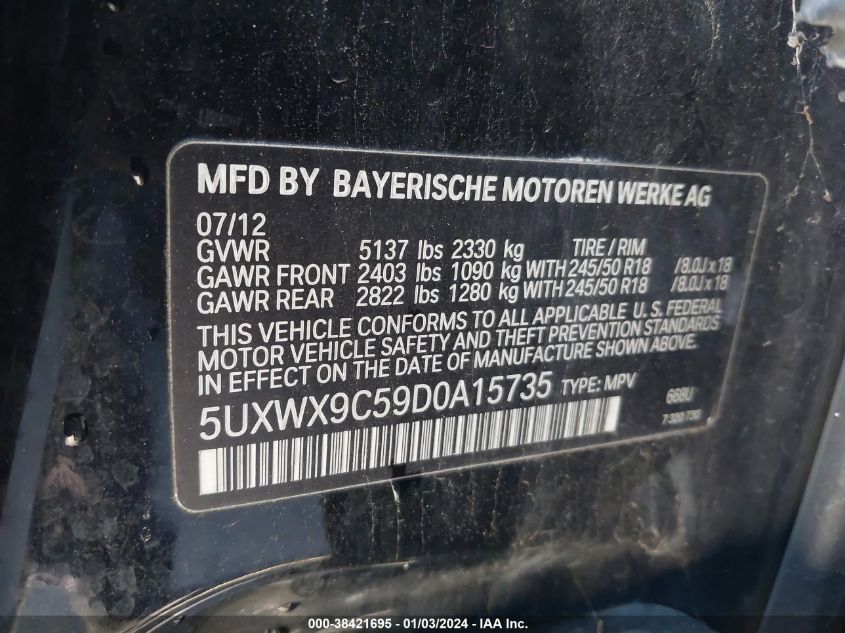 MFD BY BAYERISCHE MOTOREN WERKE AG
07/12
GVWR 5137 lbs 2330 kg TIRE / RIM
GAWR FRONT 2403 lbs 1090 kg WITH 245/50 R18 /8.0J x 18
GAWR REAR 2822 lbs 1280 kg WITH 245/50 R18 /8.0J x 18
THIS VEHICLE CONFORMS TO ALL APPLICABLE U.S. FEDERAL
MOTOR VEHICLE SAFETY AND THEFT PREVENTION STANDARDS
IN EFFECT ON THE DATE OF MANUFACTURE SHOWN ABOVE.
5UXWX9C59D0A15735 TYPE: MPV 668U
000-38421695 - 01/03/2024 - IAA Inc.